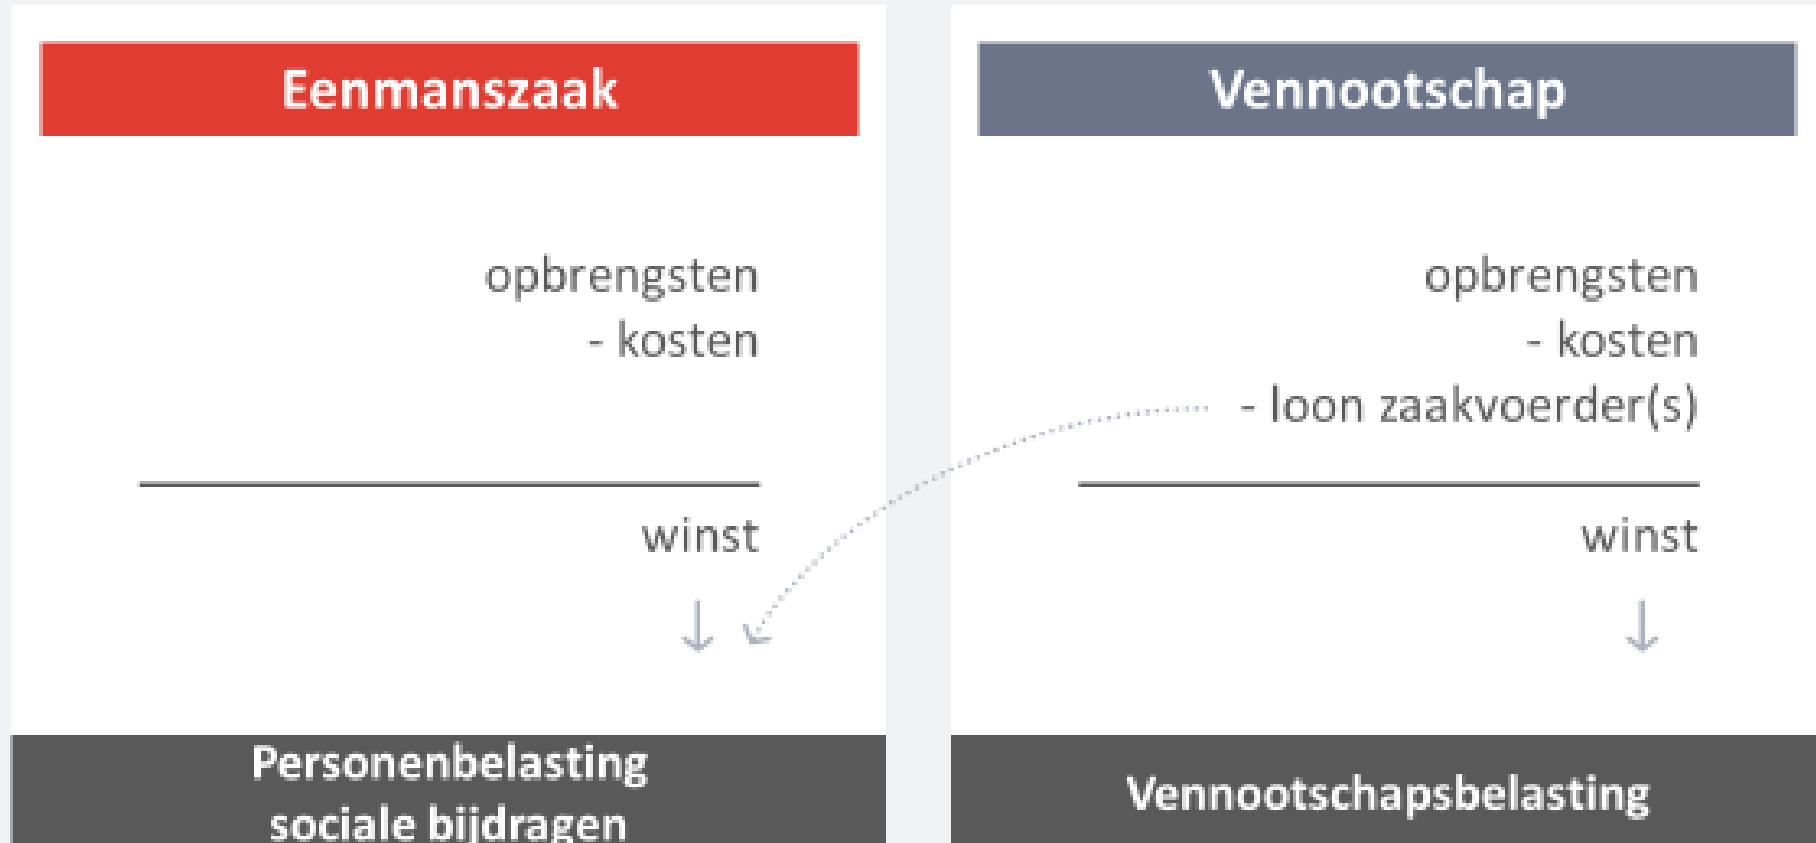 Eenmanszaak
opbrengsten
- kosten
winst
Personenbelasting
sociale bijdragen
Vennootschap
opbrengsten
- kosten
- loon zaakvoerder(s)
winst
Vennootschapsbelasting